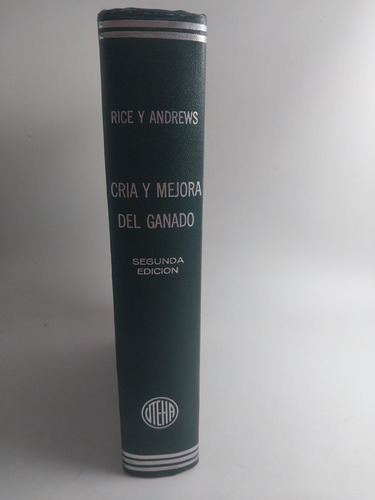 RICE Y ANDREWS
CRIA Y MEJORA
DEL GANADO
SEGUNDA
EDICION
UTEHA